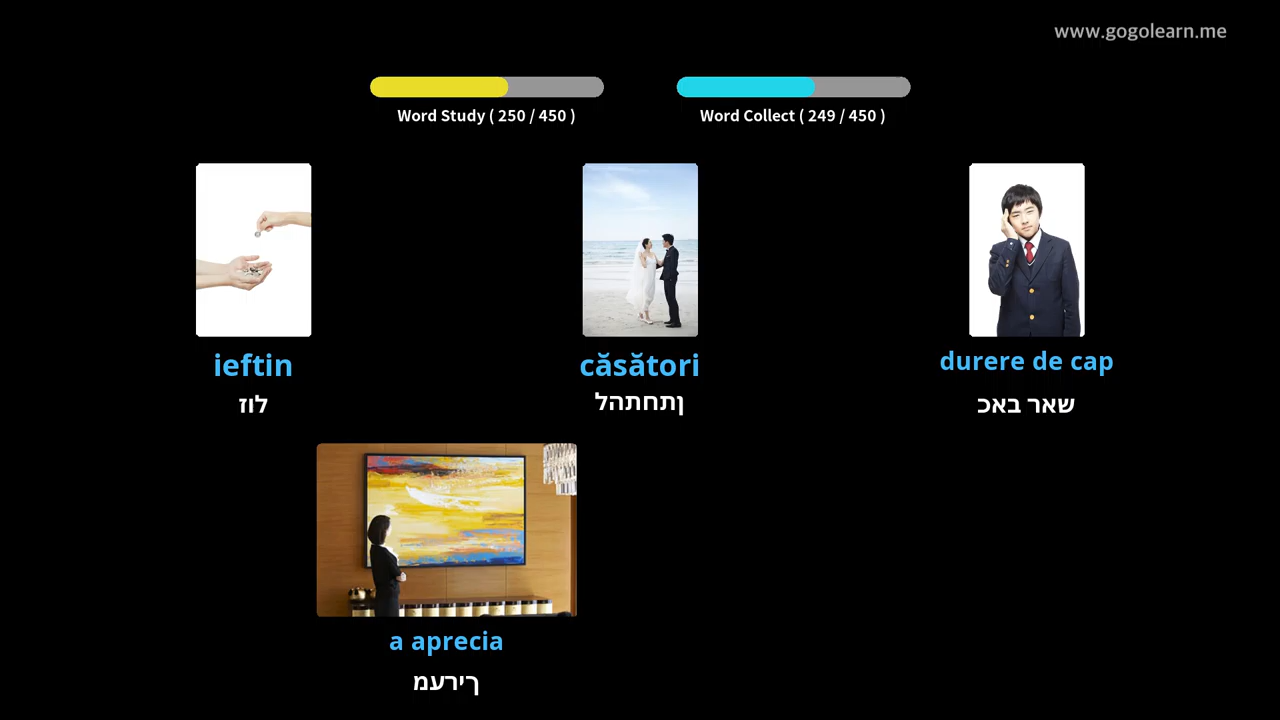 www.gogolearn.me
Word Study ( 250 / 450 )
Word Collect ( 249 / 450 )
ieftin
לוז
căsători
ןתחתהל
durere de cap
שאר באכ
a aprecia
ךירעמ